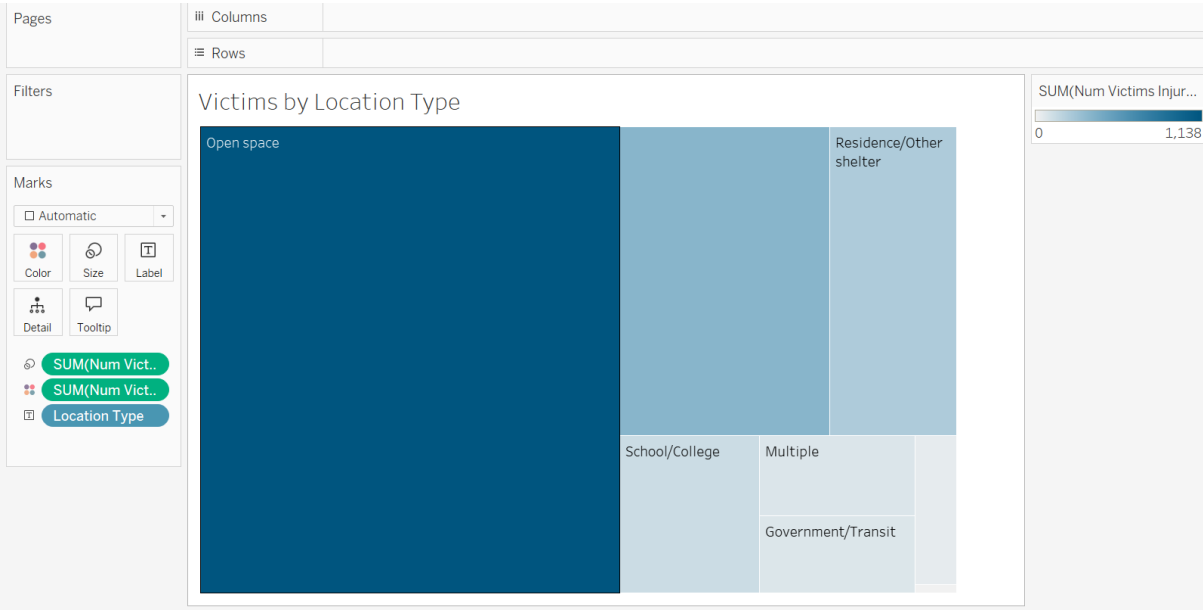 Pages
Columns
Rows
Filters
Marks
Automatic
Color
Size
Label
Detail
Tooltip
SUM(Num Vict..
SUM(Num Vict..
Location Type
Victims by Location Type
Open space
Residence/Other
shelter
School/College
Multiple
Government/Transit
SUM(Num Victims Injur...
0
1,138